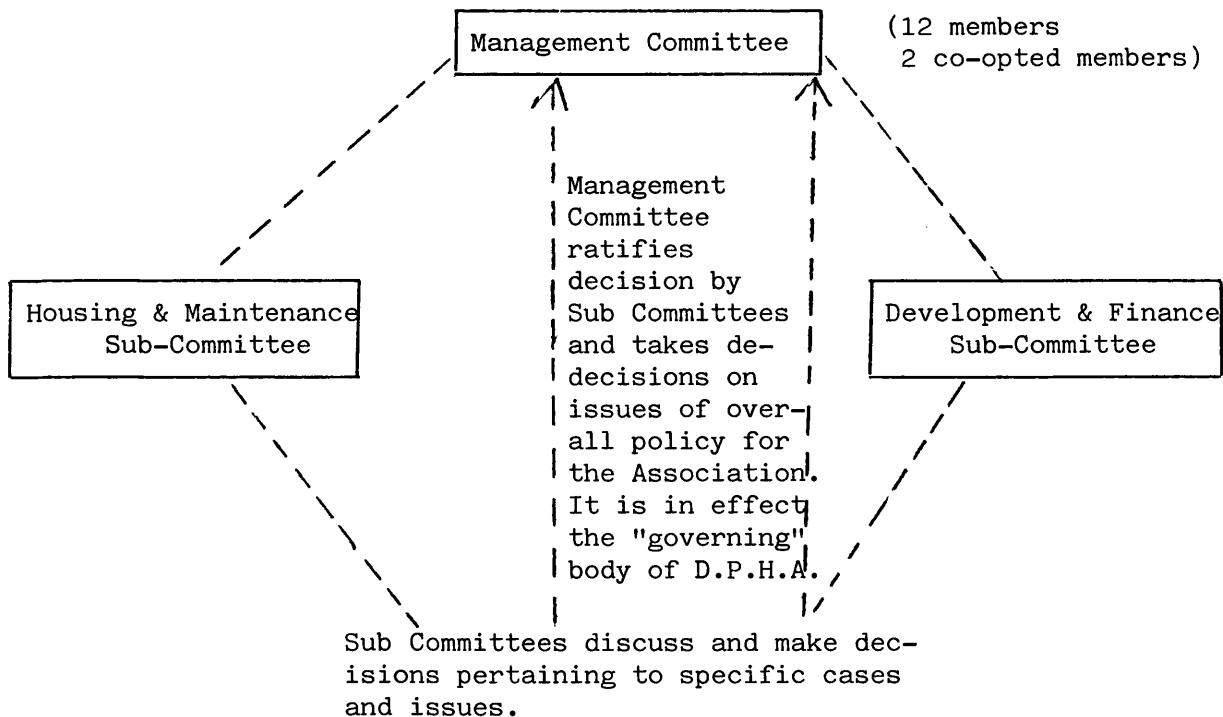 Management Committee
(12 members
2 co-opted members)
Management
Committee
ratifies
decision by
Sub Committees
and takes de-
decisions on
issues of over-
all policy for
the Association.
It is in effect
the "governing"
body of D.P.H.A.
Housing & Maintenance
Sub-Committee
Development & Finance
Sub-Committee
Sub Committees discuss and make dec-
isions pertaining to specific cases
and issues.